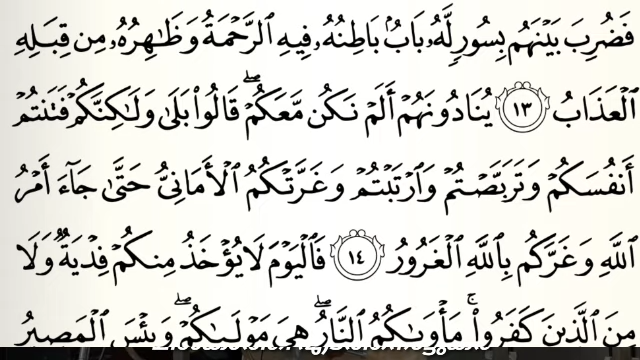 فَضُرِبَ بَيْنَهُم بِسُورٍ لَّهُۥ بَابٌۢ بَاطِنُهُۥ فِيهِ ٱلرَّحْمَةُ وَظَٰهِرُهُۥ مِن قِبَلِهِ
ٱلْعَذَابُ ١٣ يُنَادُونَهُمْ أَلَمْ نَكُن مَّعَكُمْ ۖ قَالُوا۟ بَلَىٰ وَلَٰكِنَّكُمْ فَتَنتُمْ
أَنفُسَكُمْ وَتَرَبَّصْتُمْ وَٱرْتَبْتُمْ وَغَرَّتْكُمُ ٱلْأَمَانِىُّ حَتَّىٰ جَآءَ أَمْرُ
ٱللَّهِ وَغَرَّكُم بِٱللَّهِ ٱلْغَرُورُ ١٤ فَٱلْيَوْمَ لَا يُؤْخَذُ مِنكُمْ فِدْيَةٌ وَلَا
مِنَ ٱلَّذِينَ كَفَرُوا۟ ۚ مَأْوَىٰكُمُ ٱلنَّارُ ۖ هِىَ مَوْلَىٰكُمْ ۖ وَبِئْسَ ٱلْمَصِيرُ